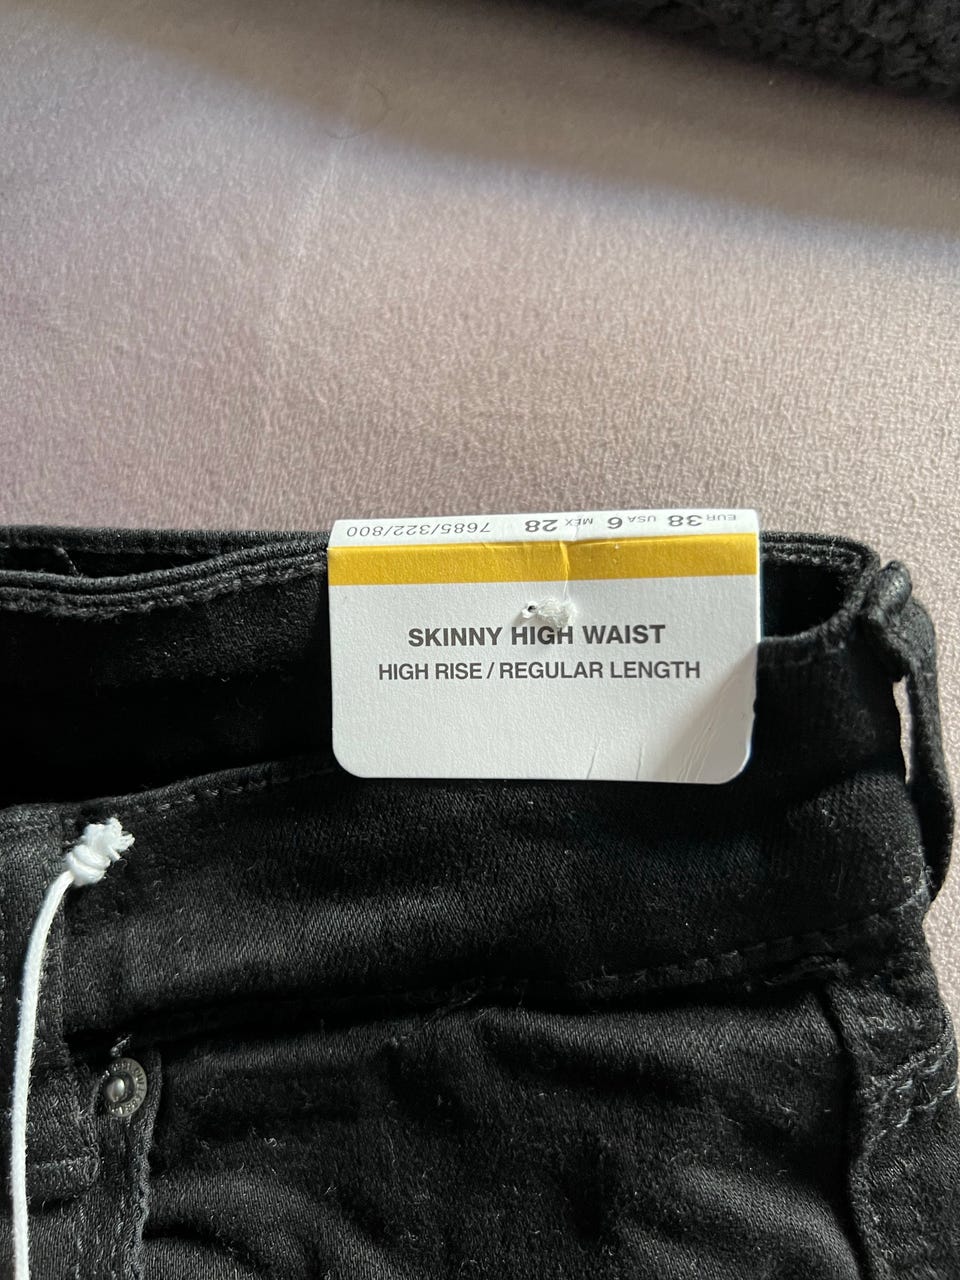 EUR 38 USA 6 MEX 28 7685/322/800
SKINNY HIGH WAIST
HIGH RISE / REGULAR LENGTH